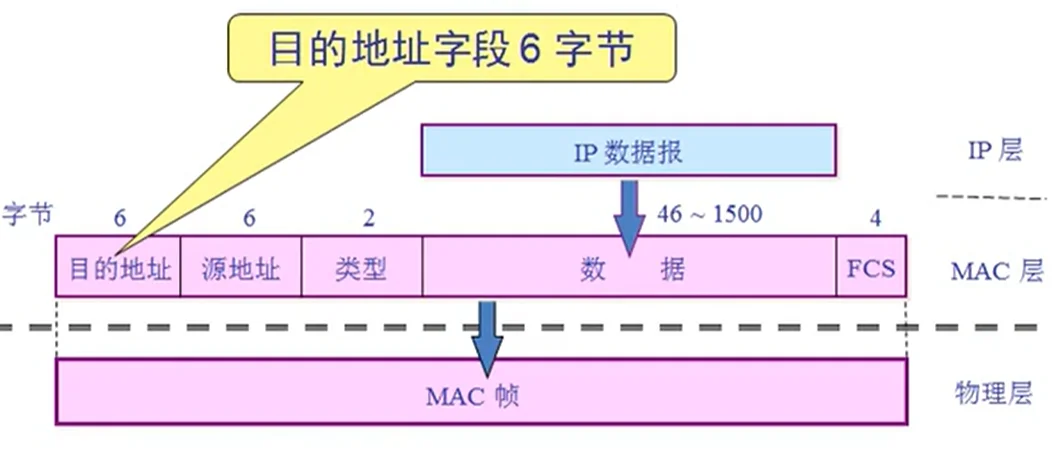 目的地址字段 6 字节
IP 数据报
IP 层
字节 6 6 2 46 ~ 1500 4
目的地址 源地址 类型 数 据 FCS MAC 层
MAC 帧 物理层